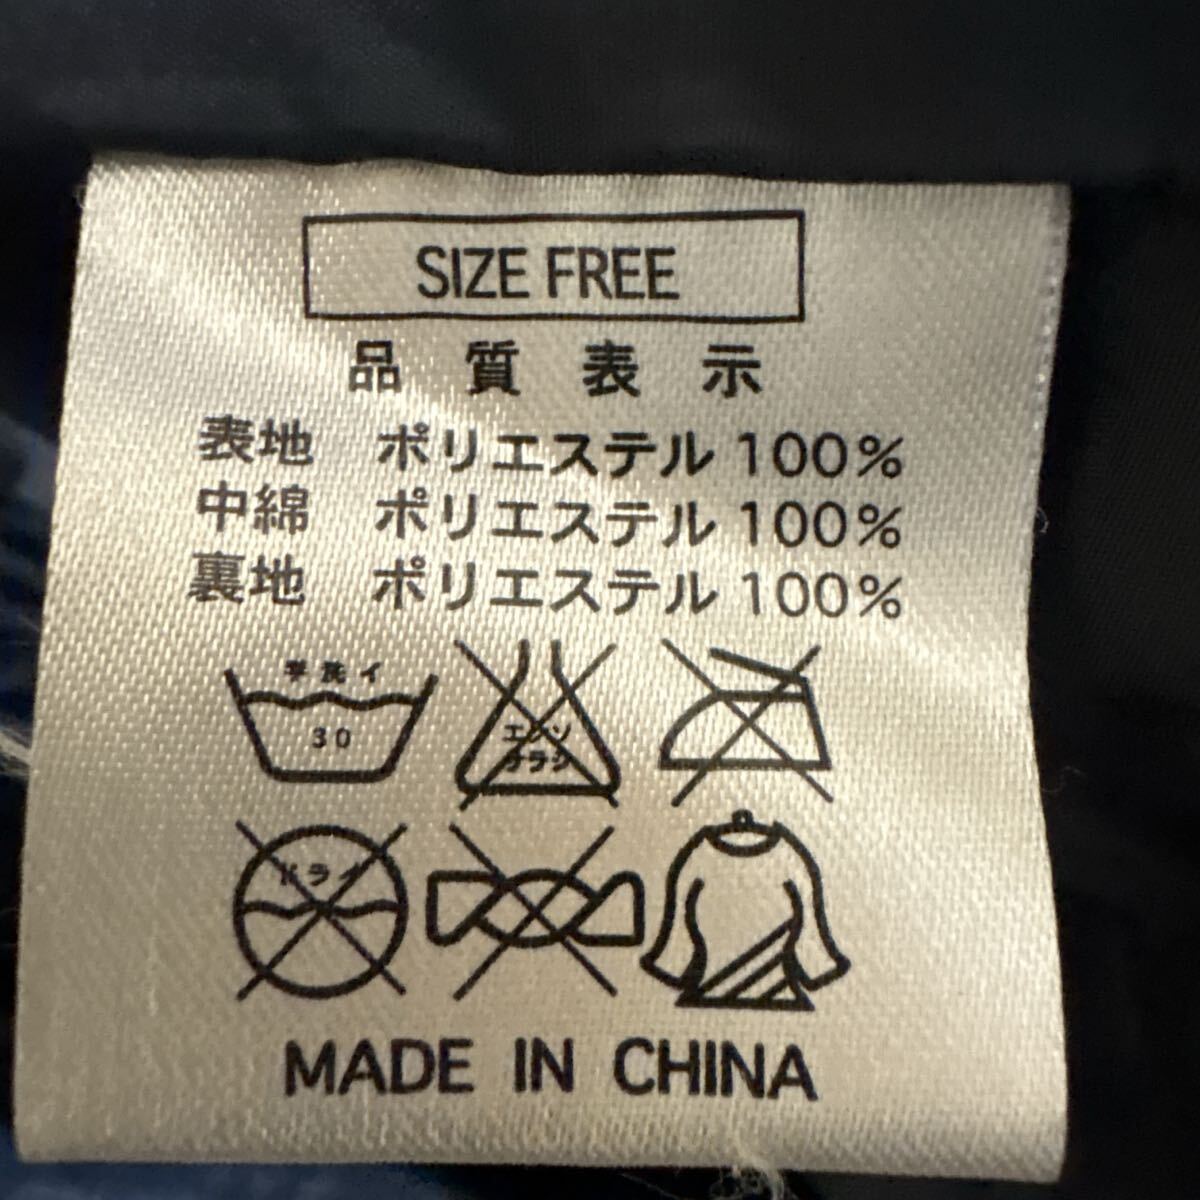 SIZE FREE
品質表示
表地 ポリエステル 100%
中綿 ポリエステル 100%
裏地 ポリエステル 100%
手洗イ
30
エンソ
サラシ
ドライ
MADE IN CHINA